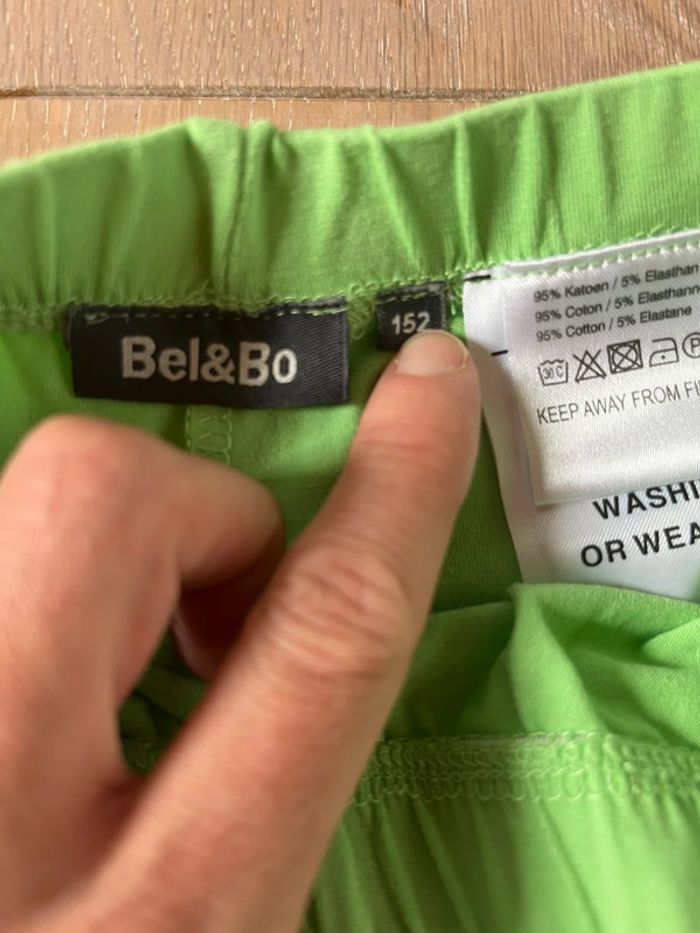 Bel&Bo
152
95% Katoen / 5% Elasthan
95% Coton / 5% Elasthann
95% Cotton / 5% Elastane
30°C
P
KEEP AWAY FROM FI
WASHI
OR WEA